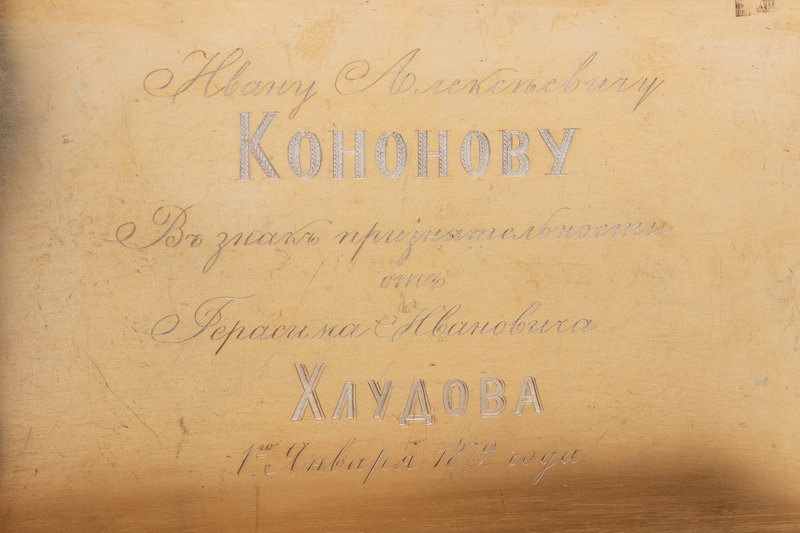 Ивану Алексѣевичу
КОНОНОВУ
Въ знакъ признательности
отъ
Герасима Ивановича
ХЛУДОВА
1го Января 1872 года.